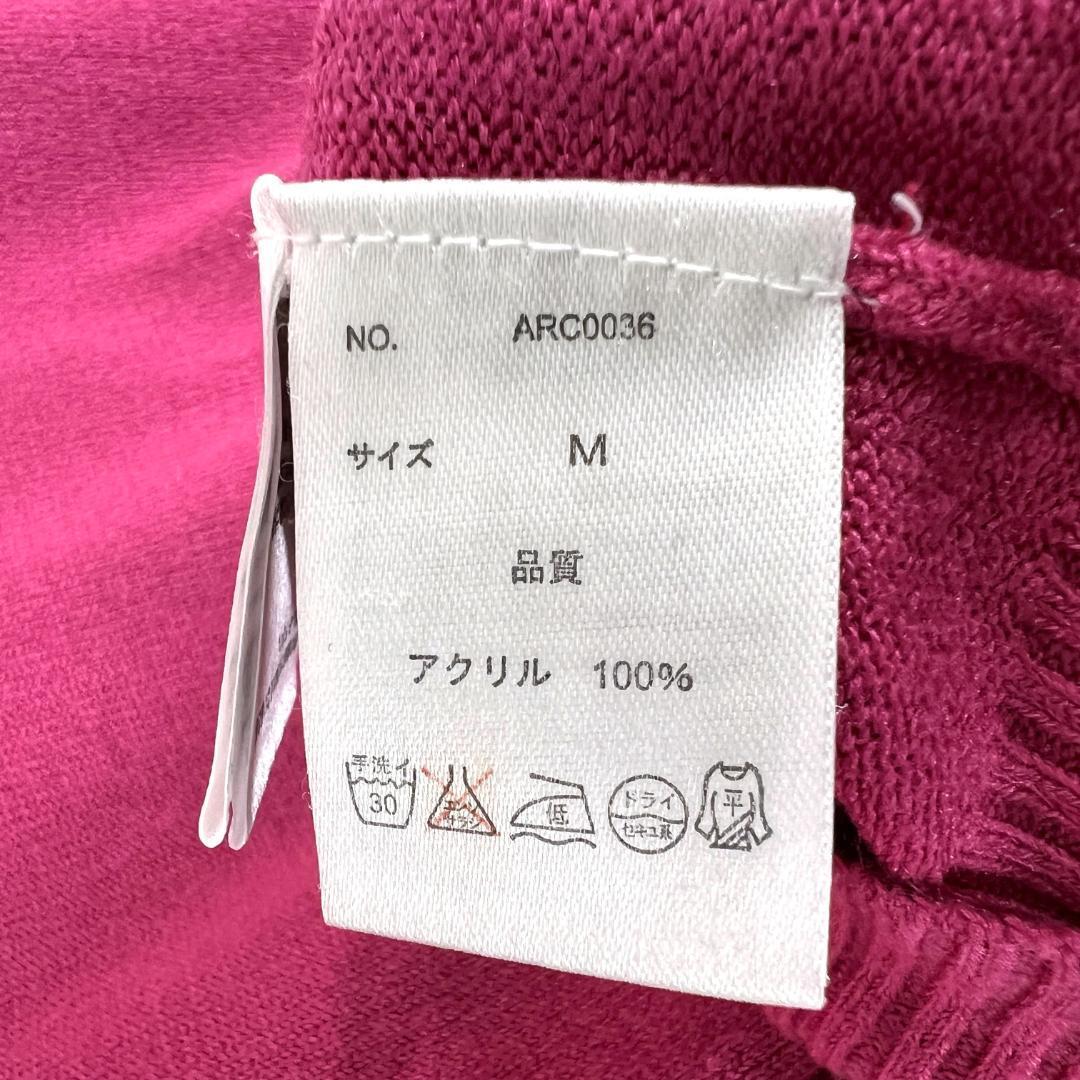 NO. ARC0036
サイズ M
品質
アクリル 100%
手洗イ 30
エンソサラシ 低 ドライ セキユ系 平